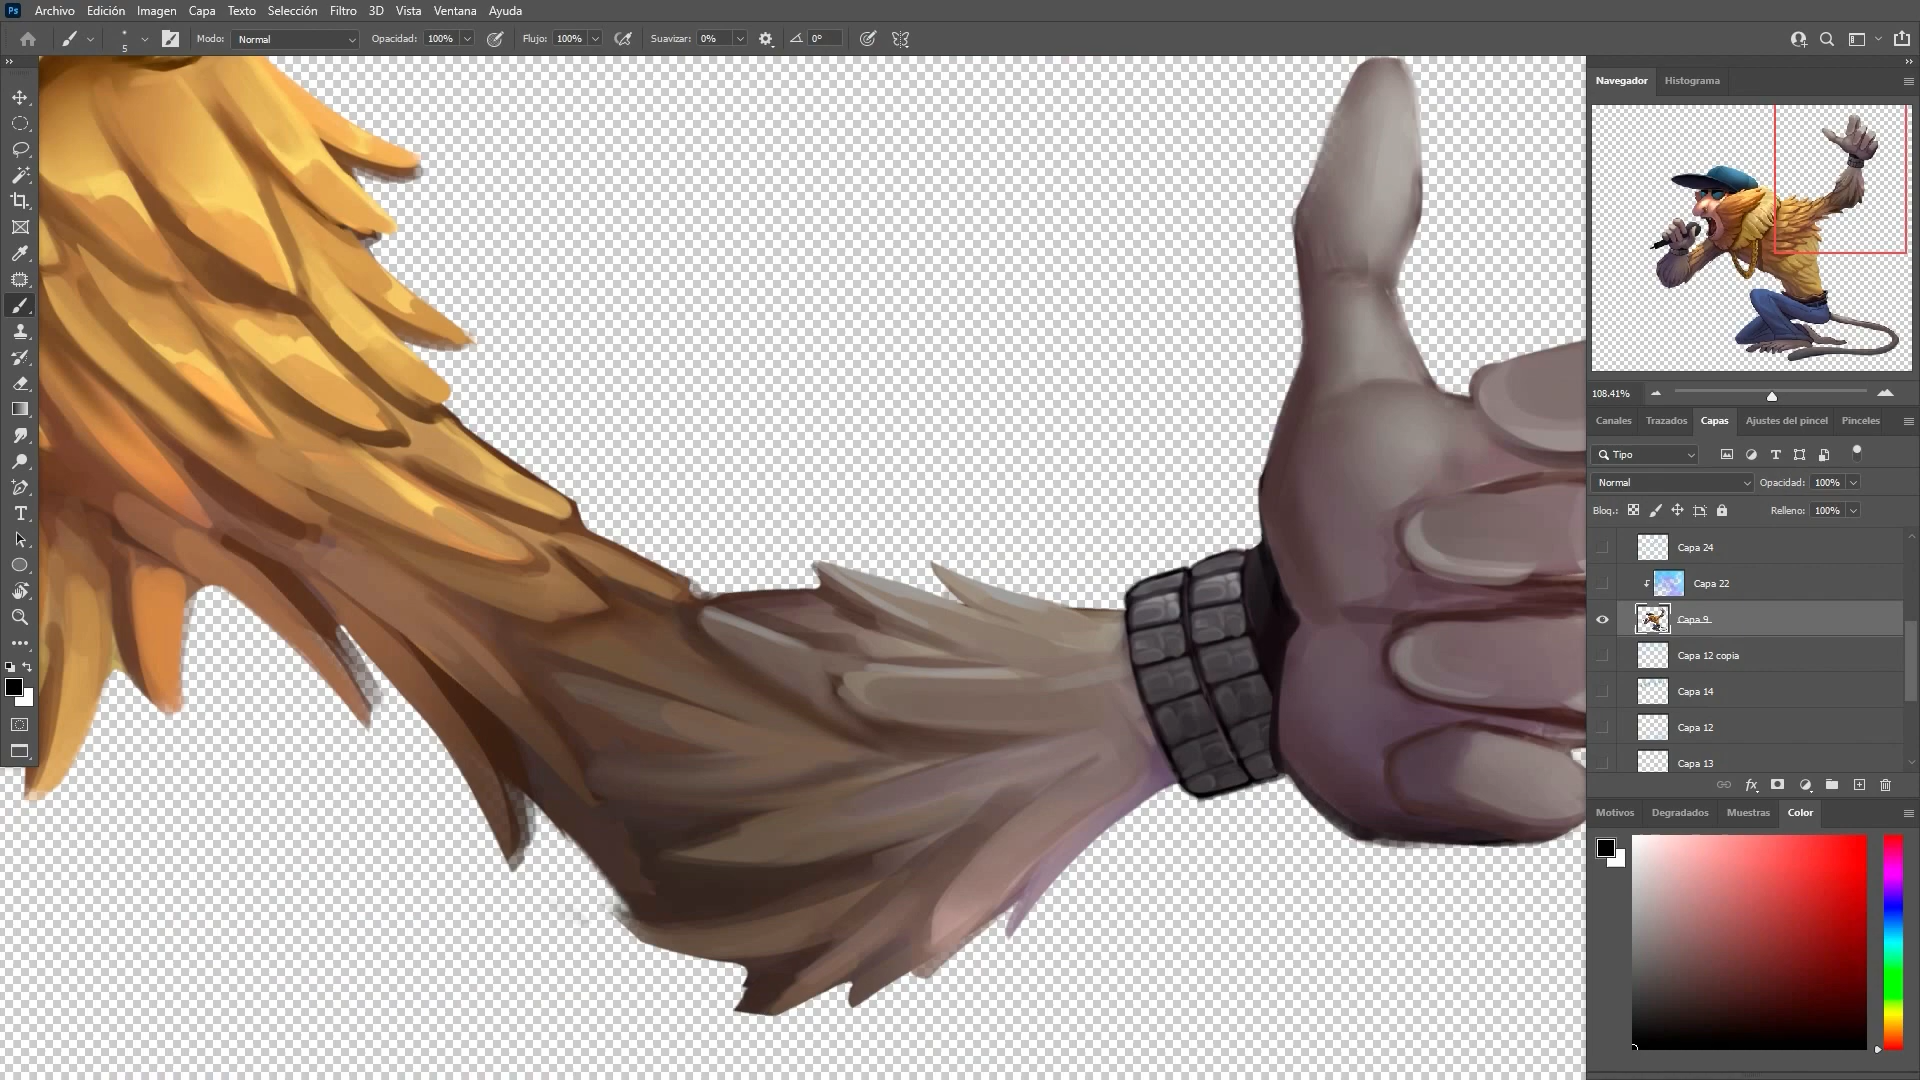 Ps Archivo Edición Imagen Capa Texto Selección Filtro 3D Vista Ventana Ayuda
5 Modo: Normal Opacidad: 100% Flujo: 100% Suavizar: 0% 0°
Navegador Histograma
108.41%
Canales Trazados Capas Ajustes del pincel Pinceles
Tipo
Normal Opacidad: 100%
Bloq.: Relleno: 100%
Capa 24
Capa 22
Capa 9
Capa 12 copia
Capa 14
Capa 12
Capa 13
fx
Motivos Degradados Muestras Color